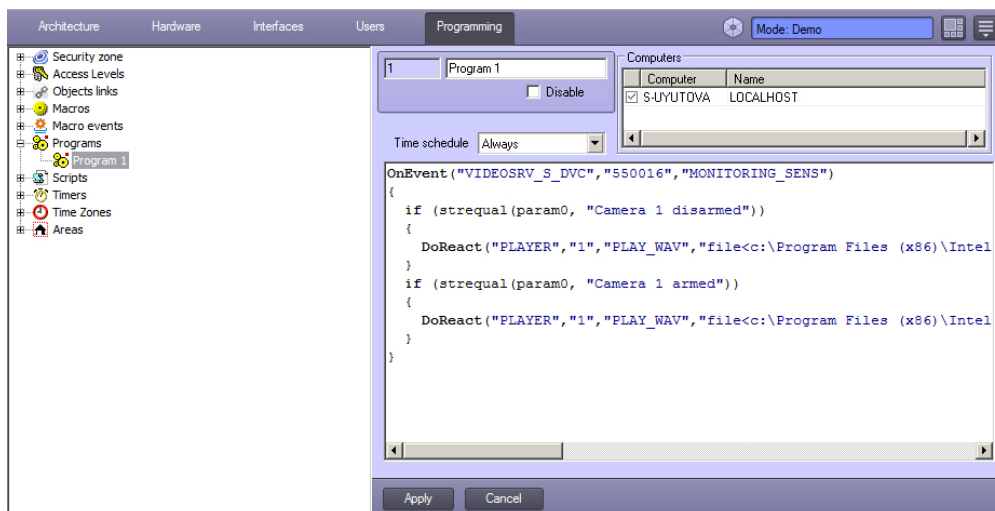 Architecture Hardware Interfaces Users Programming Mode: Demo
Security zone
Access Levels
Objects links
Macros
Macro events
Programs
Program 1
Scripts
Timers
Time Zones
Areas
1 Program 1
Disable
Time schedule Always
Computers
Computer Name
S-UYUTOVA LOCALHOST
OnEvent("VIDEOSRV_S_DVC","550016","MONITORING_SENS")
{
if (strequal(param0, "Camera 1 disarmed"))
{
DoReact("PLAYER","1","PLAY_WAV","file<c:\Program Files (x86)\Intel
}
if (strequal(param0, "Camera 1 armed"))
{
DoReact("PLAYER","1","PLAY_WAV","file<c:\Program Files (x86)\Intel
}
}
Apply Cancel